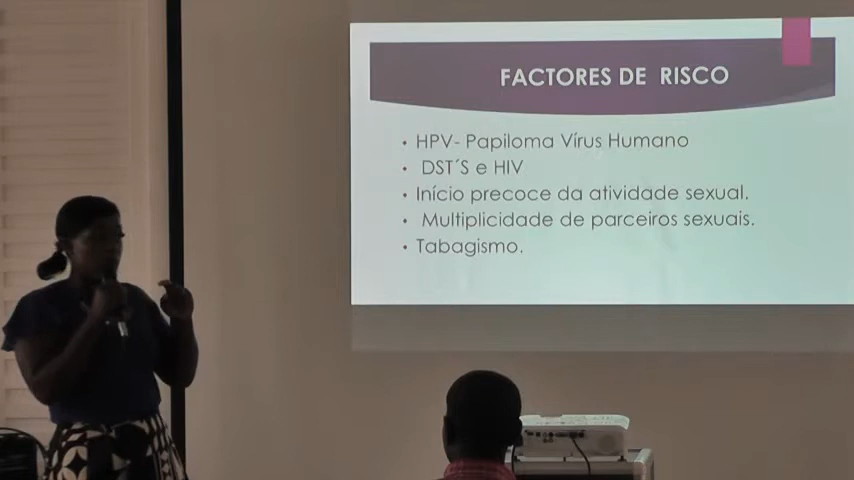 FACTORES DE RISCO
• HPV- Papiloma Vírus Humano
• DST´S e HIV
• Início precoce da atividade sexual.
• Multiplicidade de parceiros sexuais.
• Tabagismo.